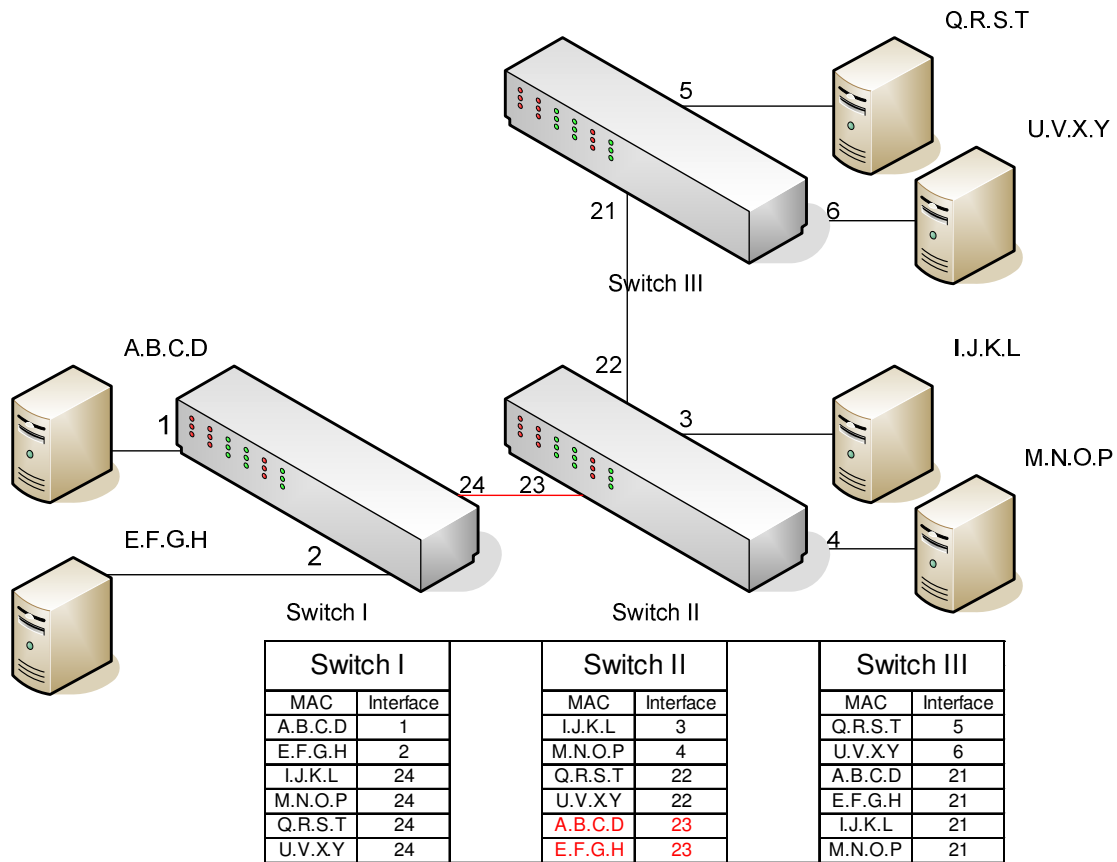 Q.R.S.T
5
U.V.X.Y
21
6
Switch III
A.B.C.D
I.J.K.L
22
1
3
M.N.O.P
24
23
E.F.G.H
2
4
Switch I
Switch II
Switch I Switch II Switch III
MAC Interface MAC Interface MAC Interface
A.B.C.D 1 I.J.K.L 3 Q.R.S.T 5
E.F.G.H 2 M.N.O.P 4 U.V.X.Y 6
I.J.K.L 24 Q.R.S.T 22 A.B.C.D 21
M.N.O.P 24 U.V.X.Y 22 E.F.G.H 21
Q.R.S.T 24 A.B.C.D 23 I.J.K.L 21
U.V.X.Y 24 E.F.G.H 23 M.N.O.P 21